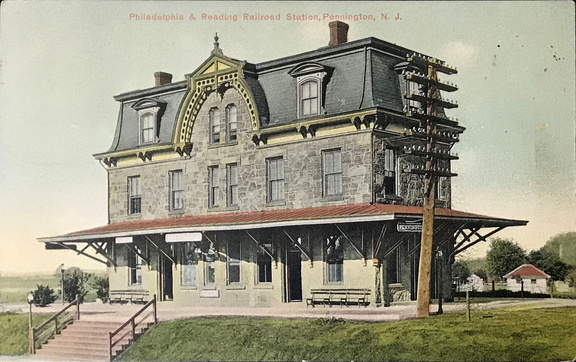 Philadelphia & Reading Railroad Station, Pennington, N. J.
PENNINGTON